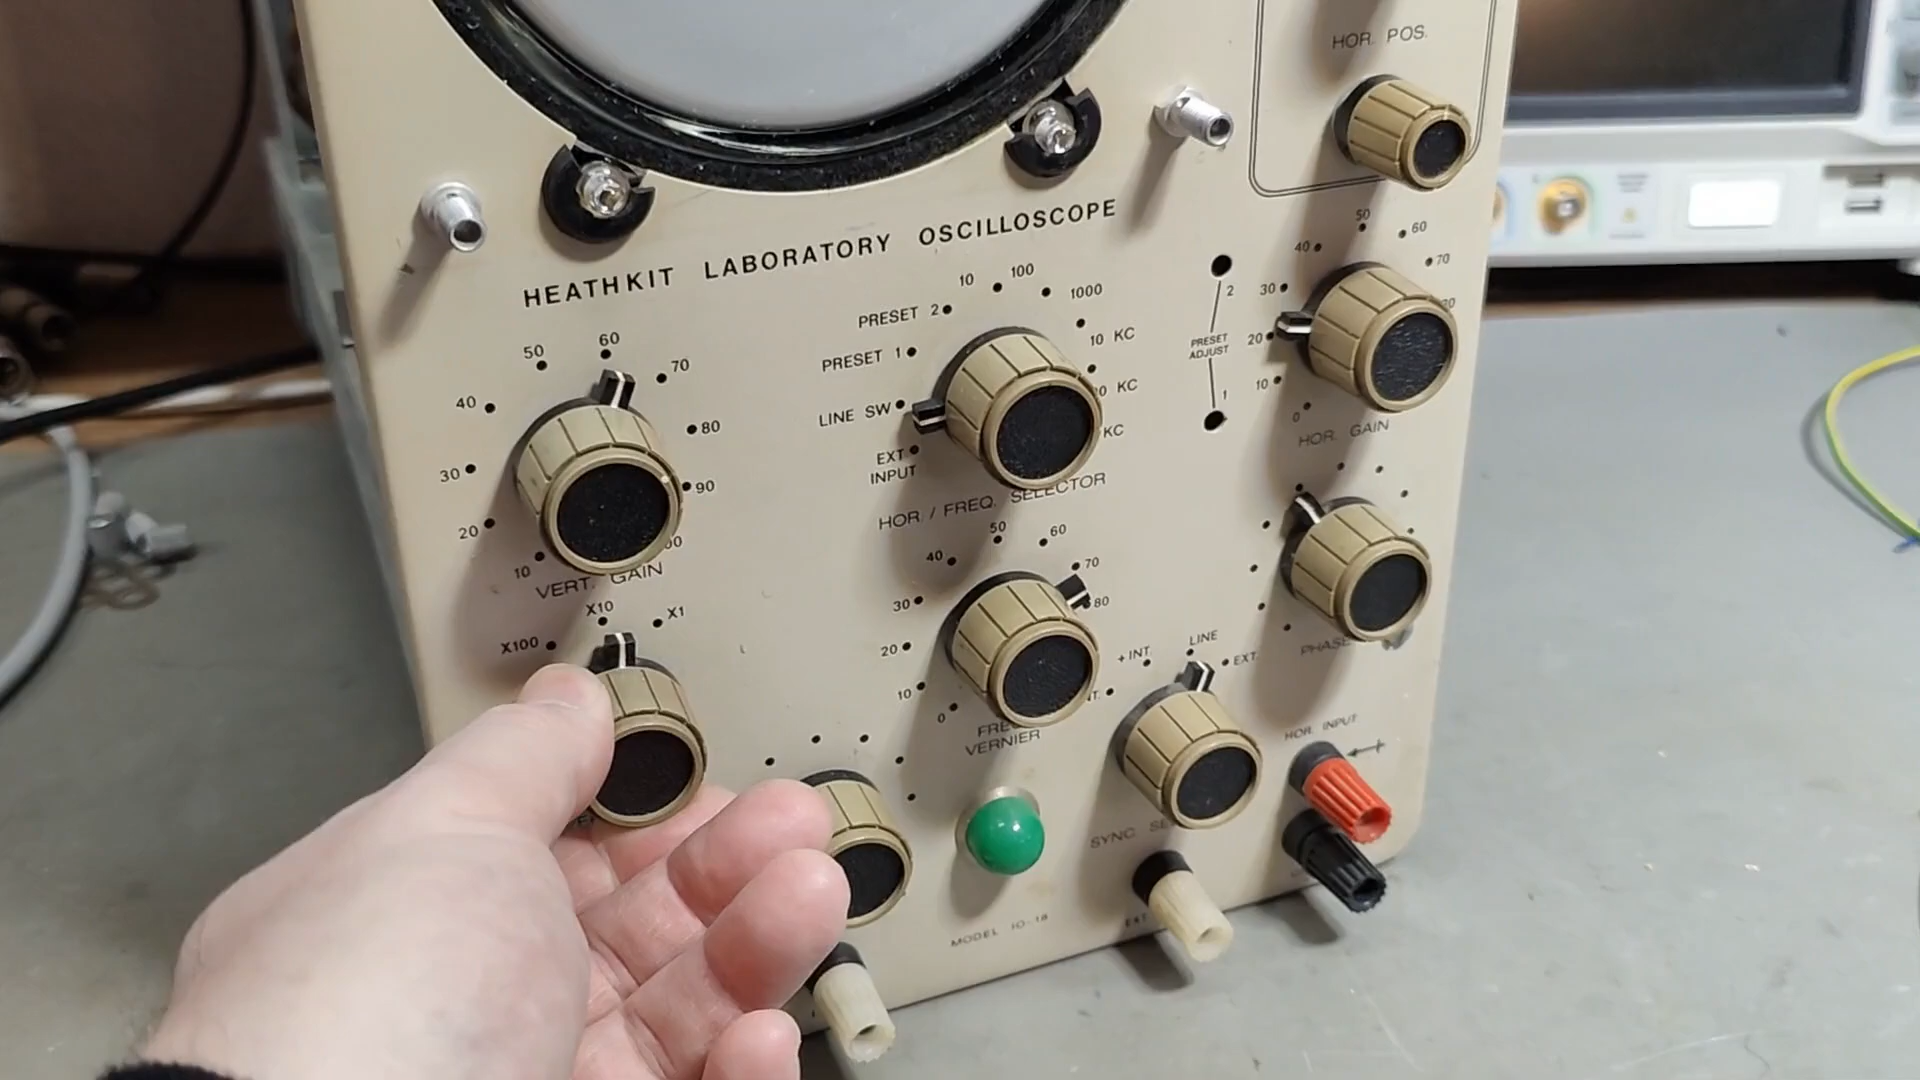 HOR. POS.
HEATHKIT LABORATORY OSCILLOSCOPE
50
60
70
80
90
40
30
20
10
VERT. GAIN
X100
X10
X1
10
100
1000
10 KC
KC
KC
PRESET 2
PRESET 1
LINE SW
EXT
INPUT
HOR. / FREQ. SELECTOR
2
PRESET
ADJUST
1
50
60
70
40
30
20
10
0
HOR. GAIN
50
60
70
80
40
30
20
10
0
VERNIER
PHASE
+ INT.
LINE
EXT.
SYNC.
HOR. INPUT
MODEL IO-18